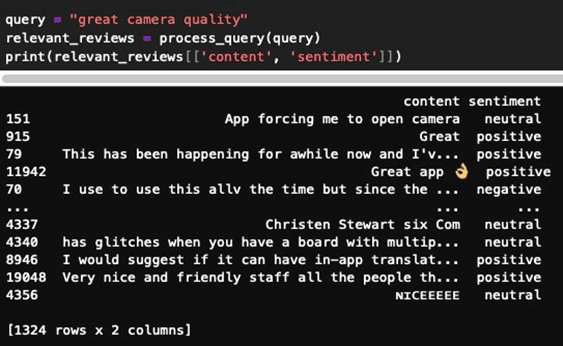 query = "great camera quality"
relevant_reviews = process_query(query)
print(relevant_reviews[['content', 'sentiment']])
content sentiment
151 App forcing me to open camera neutral
915 Great positive
79 This has been happening for awhile now and I'v... positive
11942 Great app 👌 positive
70 I use to use this allv the time but since the ... negative
... ... ...
4337 Christen Stewart six Com neutral
4340 has glitches when you have a board with multip... neutral
8946 I would suggest if it can have in-app translat... positive
19048 Very nice and friendly staff all the people th... positive
4356 ɴɪCEEEEE neutral
[1324 rows x 2 columns]